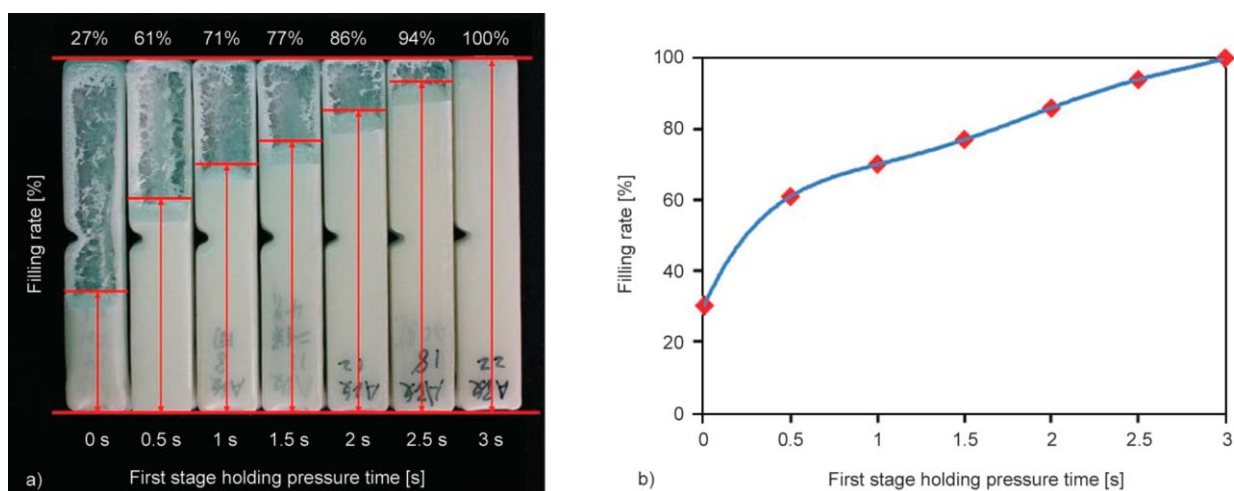 27% 61% 71% 77% 86% 94% 100%
Filling rate [%]
0 s 0.5 s 1 s 1.5 s 2 s 2.5 s 3 s
a) First stage holding pressure time [s]
100
80
60
40
20
0
Filling rate [%]
0 0.5 1 1.5 2 2.5 3
b) First stage holding pressure time [s]
18
22